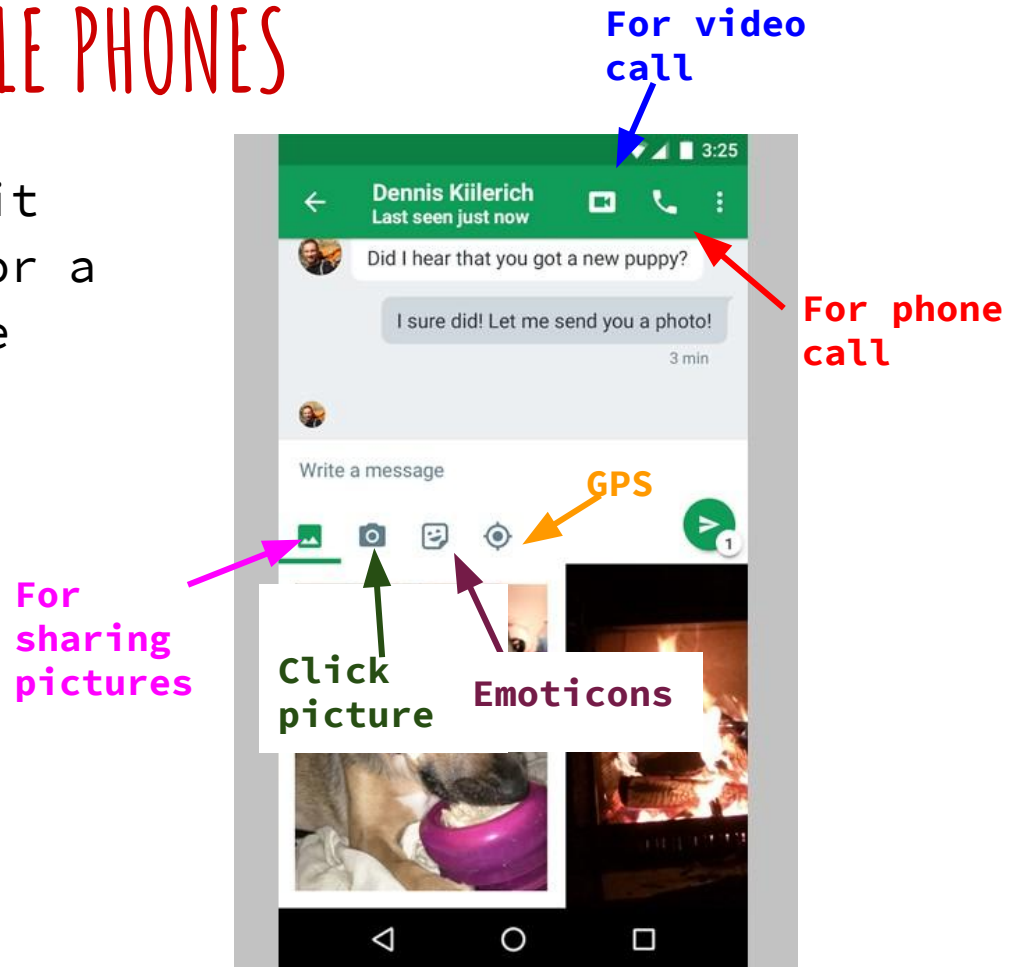 LE PHONES
For video
call
it
or a
e
3:25
Dennis Kiilerich
Last seen just now
Did I hear that you got a new puppy?
I sure did! Let me send you a photo!
3 min
For phone
call
Write a message
GPS
1
For
sharing
pictures
Click
picture
Emoticons